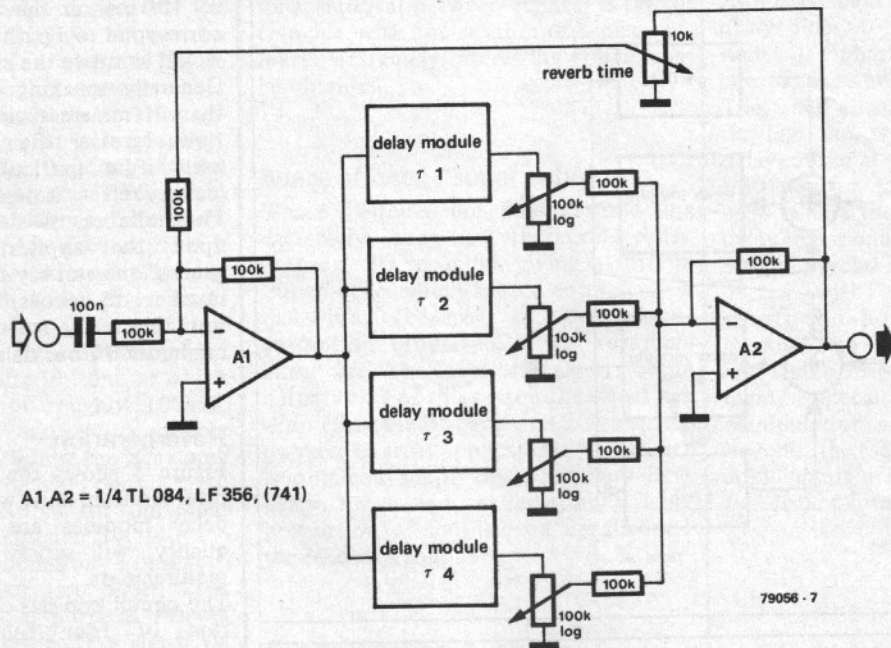 10k
reverb time
delay module
τ 1
100k
100k
100k
log
100k
delay module
τ 2
100k
100n
100k
100k
A1
−
+
100k
log
A2
−
+
delay module
τ 3
100k
A1,A2 = 1/4 TL 084, LF 356, (741)
100k
log
delay module
τ 4
100k
100k
log
79056 - 7